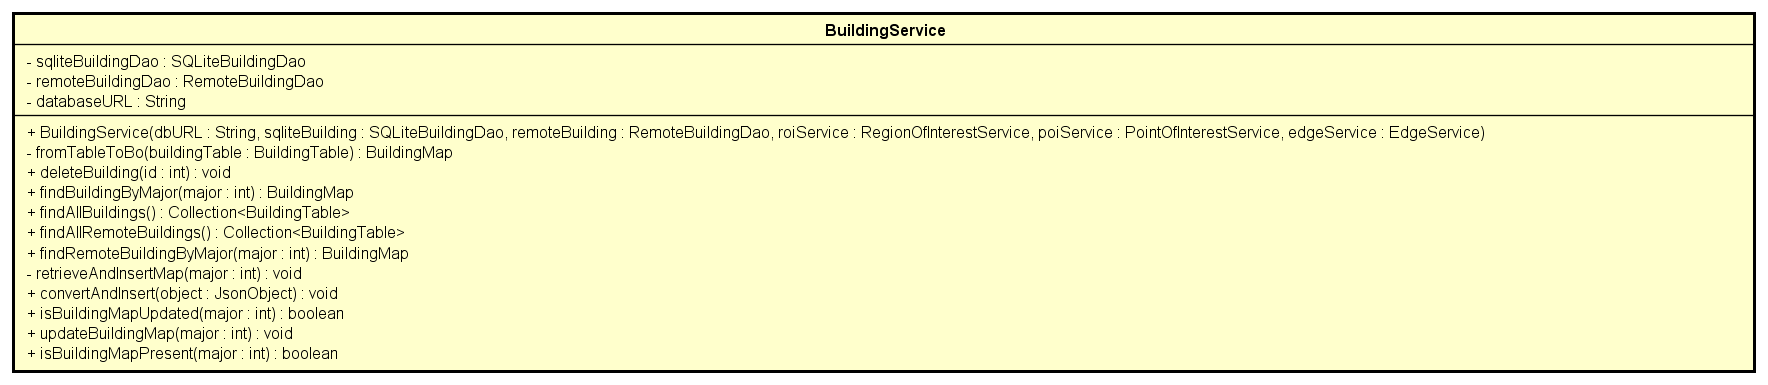 BuildingService
- sqliteBuildingDao : SQLiteBuildingDao
- remoteBuildingDao : RemoteBuildingDao
- databaseURL : String
+ BuildingService(dbURL : String, sqliteBuilding : SQLiteBuildingDao, remoteBuilding : RemoteBuildingDao, roiService : RegionOfInterestService, poiService : PointOfInterestService, edgeService : EdgeService)
- fromTableToBo(buildingTable : BuildingTable) : BuildingMap
+ deleteBuilding(id : int) : void
+ findBuildingByMajor(major : int) : BuildingMap
+ findAllBuildings() : Collection<BuildingTable>
+ findAllRemoteBuildings() : Collection<BuildingTable>
+ findRemoteBuildingByMajor(major : int) : BuildingMap
- retrieveAndInsertMap(major : int) : void
+ convertAndInsert(object : JsonObject) : void
+ isBuildingMapUpdated(major : int) : boolean
+ updateBuildingMap(major : int) : void
+ isBuildingMapPresent(major : int) : boolean